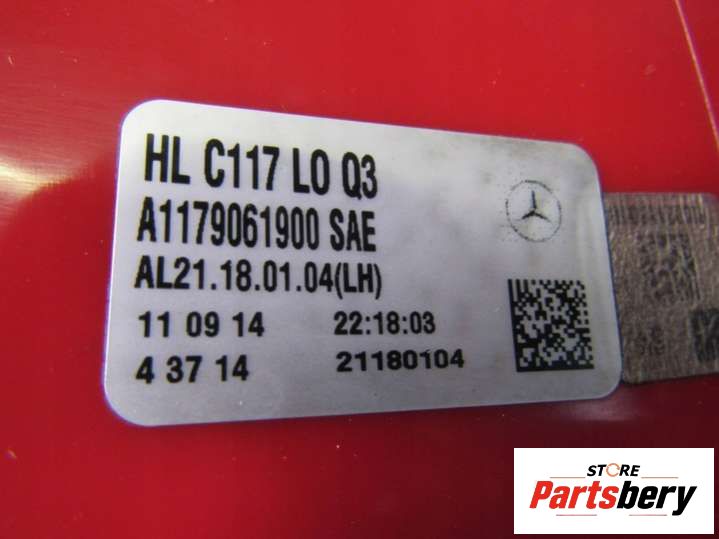 HL C117 LO Q3
A1179061900 SAE
AL21.18.01.04(LH)
11 09 14 22:18:03
4 37 14 21180104
STORE
Partsbery